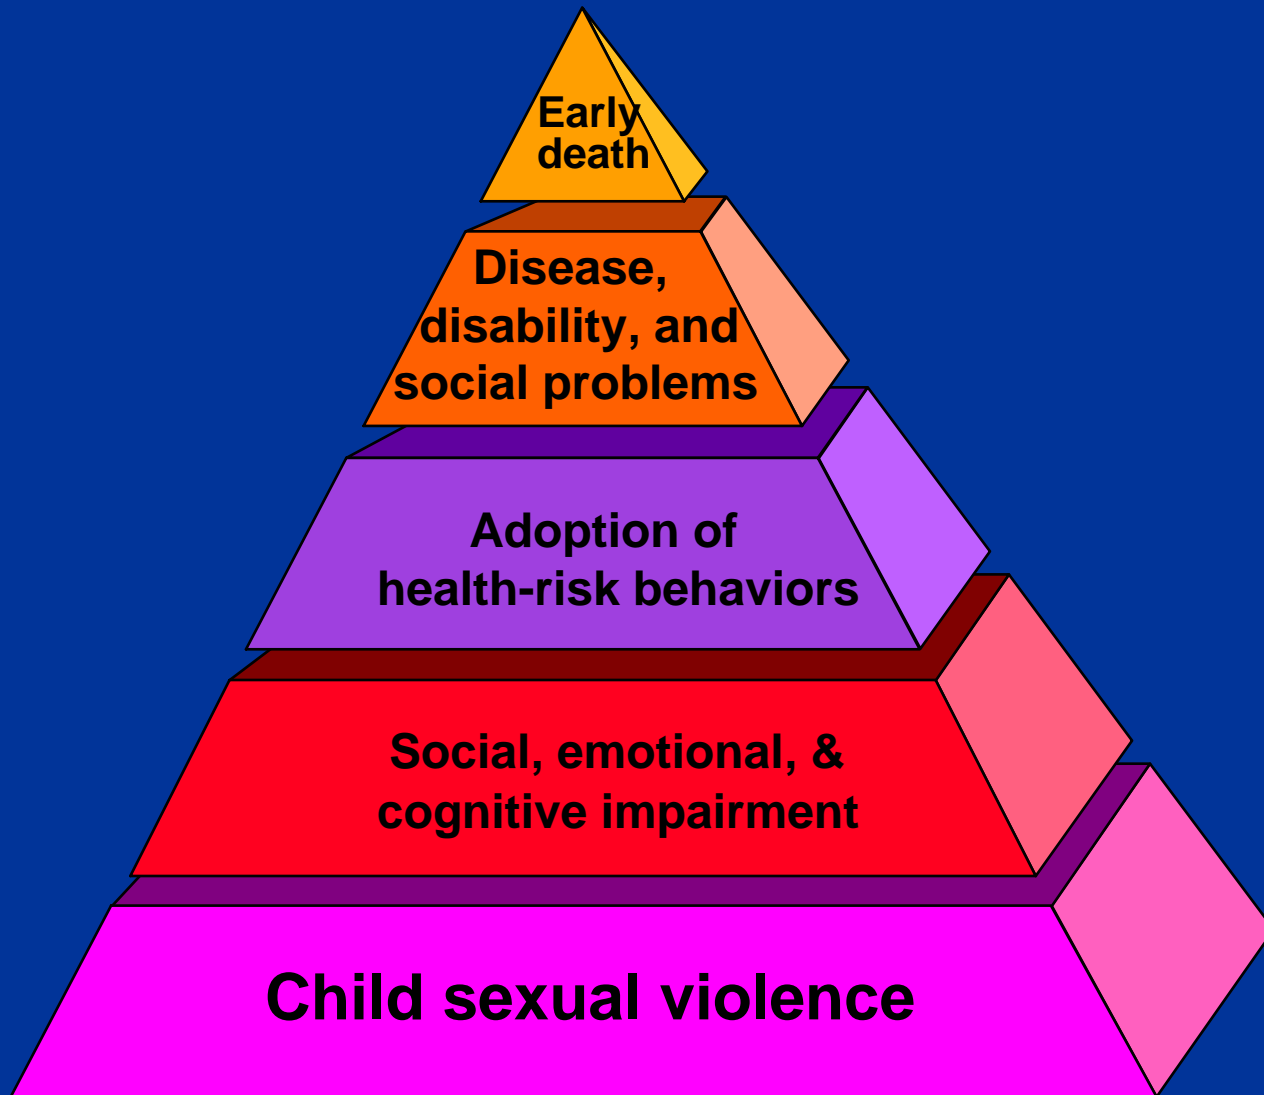 Early
death
Disease,
disability, and
social problems
Adoption of
health-risk behaviors
Social, emotional, &
cognitive impairment
Child sexual violence